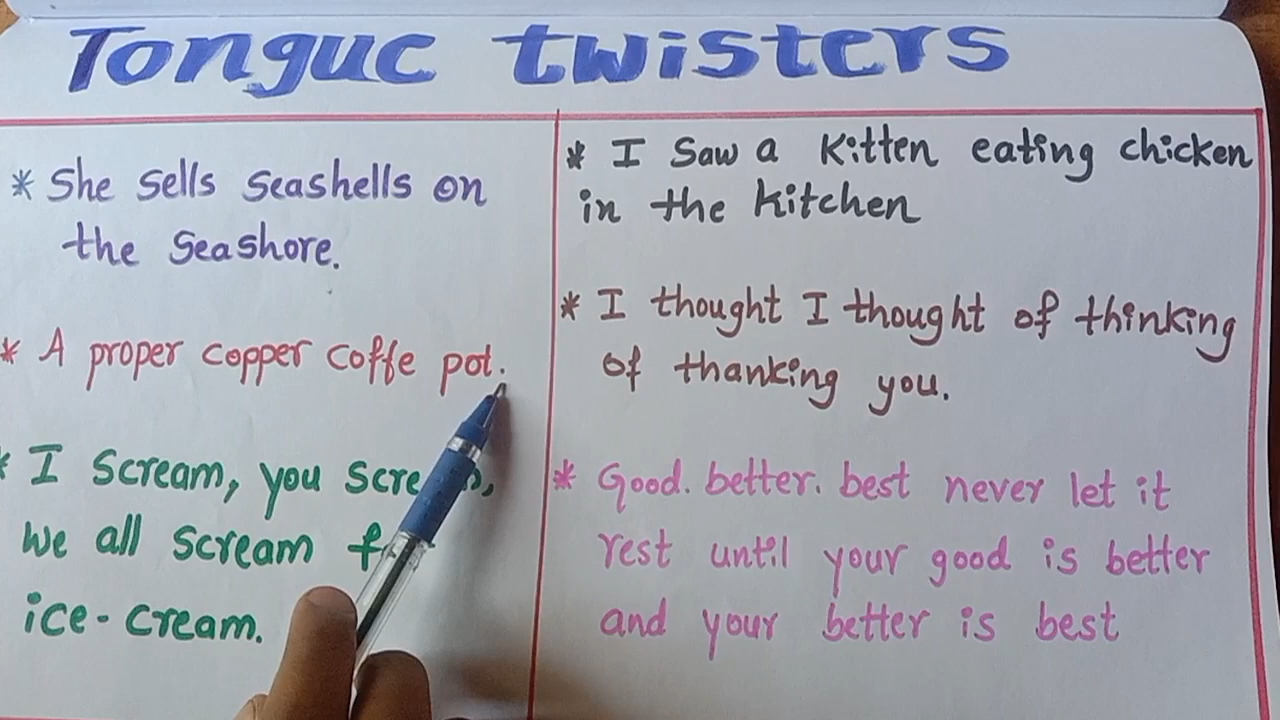 Tongue twisters
* She sells seashells on
the seashore.
* A proper copper coffe pot.
* I scream, you
we all scream
ice-cream.
* I saw a kitten eating chicken
in the kitchen
* I thought I thought of thinking
of thanking you.
* Good. better. best never let it
rest until your good is better
and your better is best